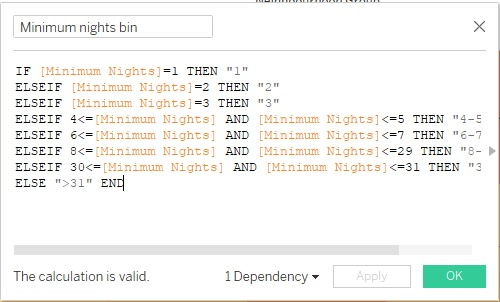 Neighbourhood Group
Minimum nights bin
IF [Minimum Nights]=1 THEN "1"
ELSEIF [Minimum Nights]=2 THEN "2"
ELSEIF [Minimum Nights]=3 THEN "3"
ELSEIF 4<=[Minimum Nights] AND [Minimum Nights]<=5 THEN "4-5
ELSEIF 6<=[Minimum Nights] AND [Minimum Nights]<=7 THEN "6-7
ELSEIF 8<=[Minimum Nights] AND [Minimum Nights]<=29 THEN "8-
ELSEIF 30<=[Minimum Nights] AND [Minimum Nights]<=31 THEN "3
ELSE ">31" END
The calculation is valid. 1 Dependency Apply OK